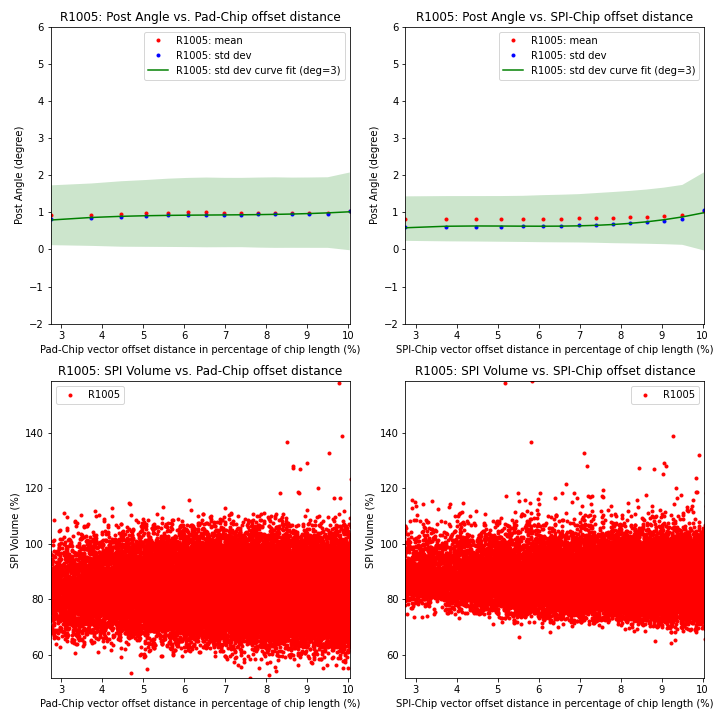 R1005: Post Angle vs. Pad-Chip offset distance
R1005: mean
R1005: std dev
R1005: std dev curve fit (deg=3)
6
5
4
3
2
1
0
−1
−2
Post Angle (degree)
3 4 5 6 7 8 9 10
Pad-Chip vector offset distance in percentage of chip length (%)
R1005: Post Angle vs. SPI-Chip offset distance
R1005: mean
R1005: std dev
R1005: std dev curve fit (deg=3)
6
5
4
3
2
1
0
−1
−2
Post Angle (degree)
3 4 5 6 7 8 9 10
SPI-Chip vector offset distance in percentage of chip length (%)
R1005: SPI Volume vs. Pad-Chip offset distance
R1005
140
120
100
80
60
SPI Volume (%)
3 4 5 6 7 8 9 10
Pad-Chip vector offset distance in percentage of chip length (%)
R1005: SPI Volume vs. SPI-Chip offset distance
R1005
140
120
100
80
60
SPI Volume (%)
3 4 5 6 7 8 9 10
SPI-Chip vector offset distance in percentage of chip length (%)